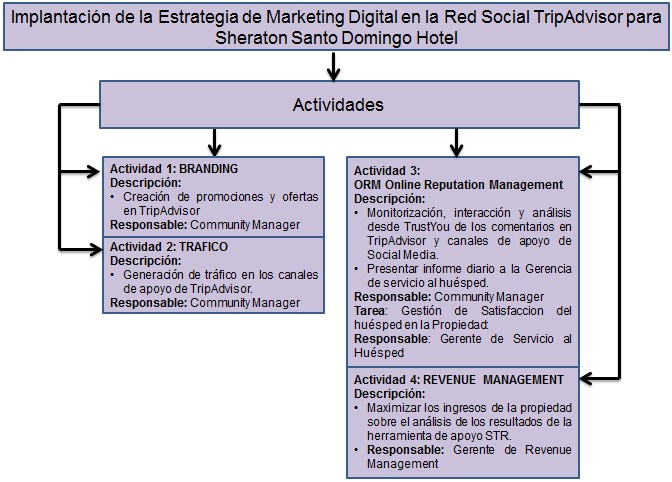 Implantación de la Estrategia de Marketing Digital en la Red Social TripAdvisor para
Sheraton Santo Domingo Hotel
Actividades
Actividad 1: BRANDING
Descripción:
• Creación de promociones y ofertas
en TripAdvisor
Responsable: Community Manager
Actividad 2: TRAFICO
Descripción:
• Generación de tráfico en los canales
de apoyo de TripAdvisor.
Responsable: Community Manager
Actividad 3:
ORM Online Reputation Management
Descripción:
• Monitorización, interacción y análisis
desde TrustYou de los comentarios en
TripAdvisor y canales de apoyo de
Social Media.
• Presentar informe diario a la Gerencia
de servicio al huésped.
Responsable: Community Manager
Tarea: Gestión de Satisfaccion del
huésped en la Propiedad:
Responsable: Gerente de Servicio al
Huésped
Actividad 4: REVENUE MANAGEMENT
Descripción:
• Maximizar los ingresos de la propiedad
sobre el análisis de los resultados de la
herramienta de apoyo STR.
• Responsable: Gerente de Revenue
Management